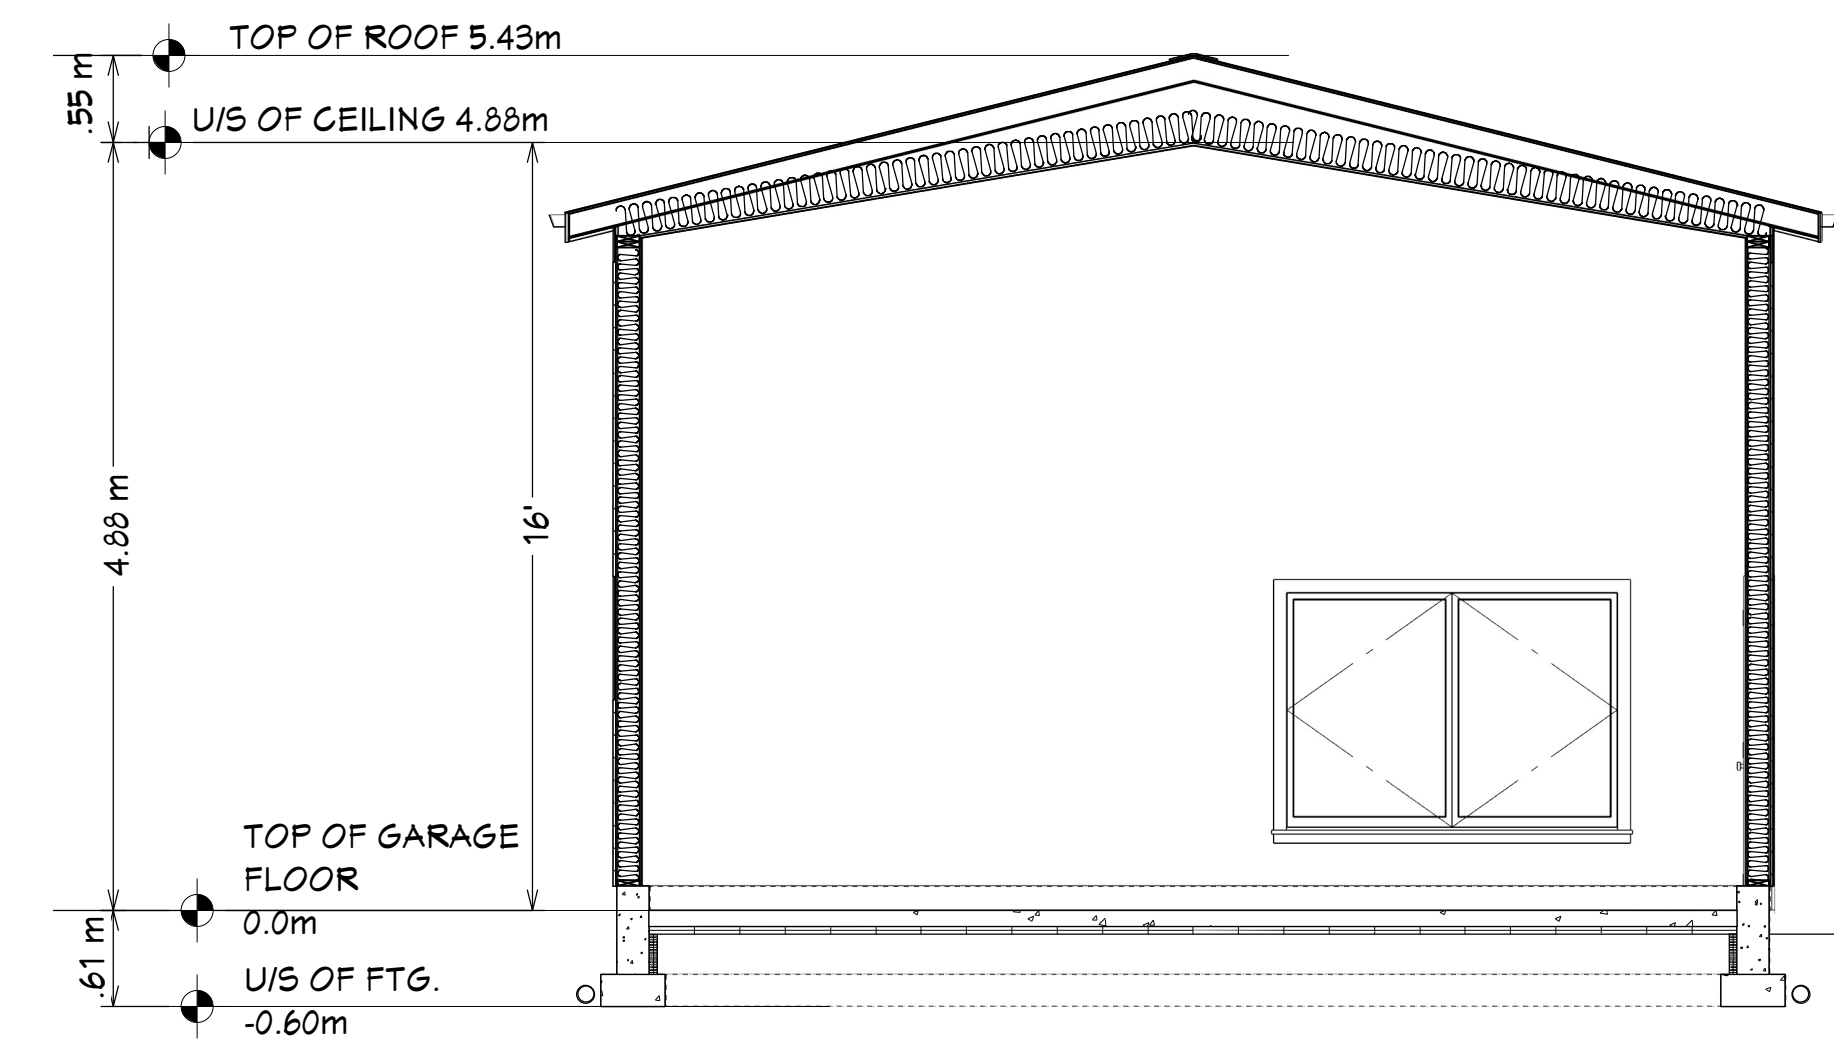 TOP OF ROOF 5.43m
.55 m
U/S OF CEILING 4.88m
4.88 m
16'
TOP OF GARAGE
FLOOR
0.0m
.61 m
U/S OF FTG.
-0.60m